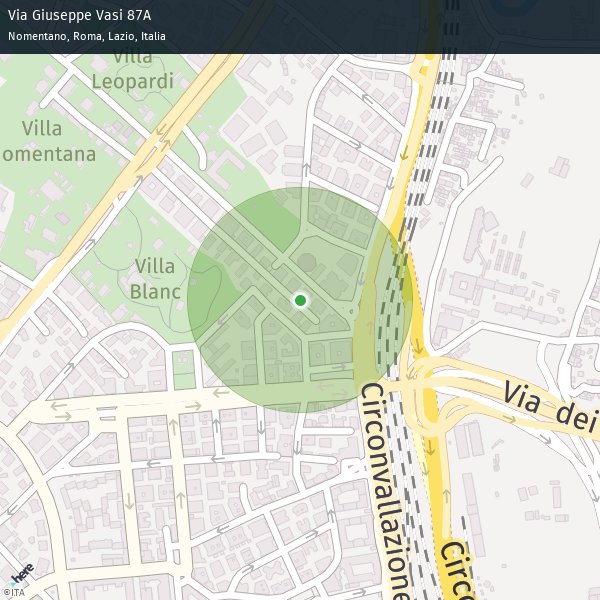 Via Giuseppe Vasi 87A
Nomentano, Roma, Lazio, Italia
Villa
Leopardi
Villa
omentana
Villa
Blanc
Via dei
Circonvallazione
Circo
here
©ITA